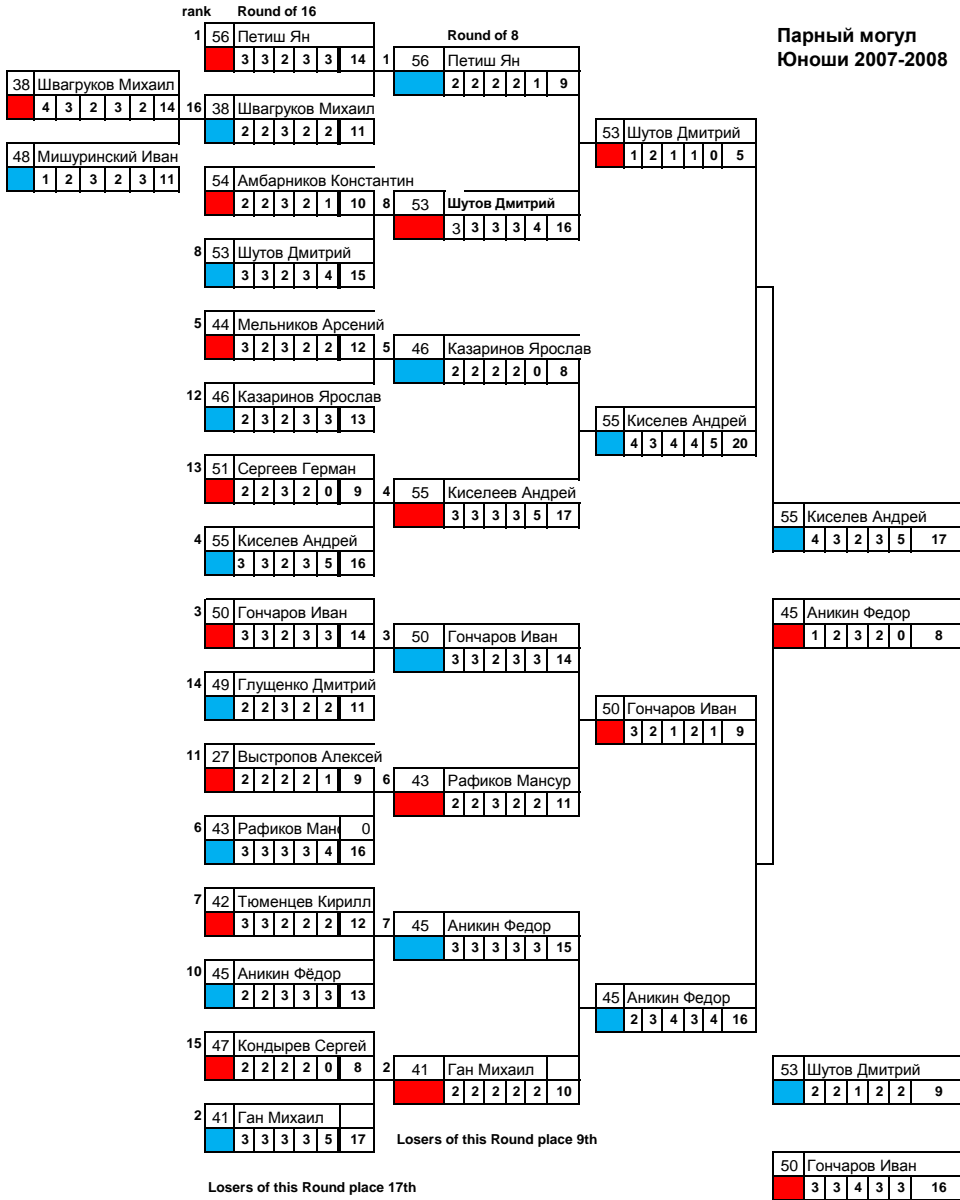 rank Round of 16
Парный могул
Юноши 2007-2008
1 56 Петиш Ян
3 3 2 3 3 14 1
Round of 8
56 Петиш Ян
2 2 2 2 1 9
38 Швагруков Михаил
4 3 2 3 2 14 16
38 Швагруков Михаил
2 2 3 2 2 11
48 Мишуринский Иван
1 2 3 2 3 11
53 Шутов Дмитрий
1 2 1 1 0 5
54 Амбарников Константин
2 2 3 2 1 10 8
53 Шутов Дмитрий
3 3 3 3 4 16
8 53 Шутов Дмитрий
3 3 2 3 4 15
5 44 Мельников Арсений
3 2 3 2 2 12 5
46 Казаринов Ярослав
2 2 2 2 0 8
12 46 Казаринов Ярослав
2 3 2 3 3 13
55 Киселев Андрей
4 3 4 4 5 20
13 51 Сергеев Герман
2 2 3 2 0 9 4
55 Киселеев Андрей
3 3 3 3 5 17
55 Киселев Андрей
4 3 2 3 5 17
4 55 Киселев Андрей
3 3 2 3 5 16
3 50 Гончаров Иван
3 3 2 3 3 14 3
45 Аникин Федор
1 2 3 2 0 8
50 Гончаров Иван
3 3 2 3 3 14
14 49 Глущенко Дмитрий
2 2 3 2 2 11
50 Гончаров Иван
3 2 1 2 1 9
11 27 Выстропов Алексей
2 2 2 2 1 9 6
43 Рафиков Мансур
2 2 3 2 2 11
6 43 Рафиков Ман 0
3 3 3 3 4 16
7 42 Тюменцев Кирилл
3 3 2 2 2 12 7
45 Аникин Федор
3 3 3 3 3 15
10 45 Аникин Фёдор
2 2 3 3 3 13
45 Аникин Федор
2 3 4 3 4 16
15 47 Кондырев Сергей
2 2 2 2 0 8 2
41 Ган Михаил
2 2 2 2 2 10
53 Шутов Дмитрий
2 2 1 2 2 9
2 41 Ган Михаил
3 3 3 3 5 17
Losers of this Round place 9th
50 Гончаров Иван
3 3 4 3 3 16
Losers of this Round place 17th